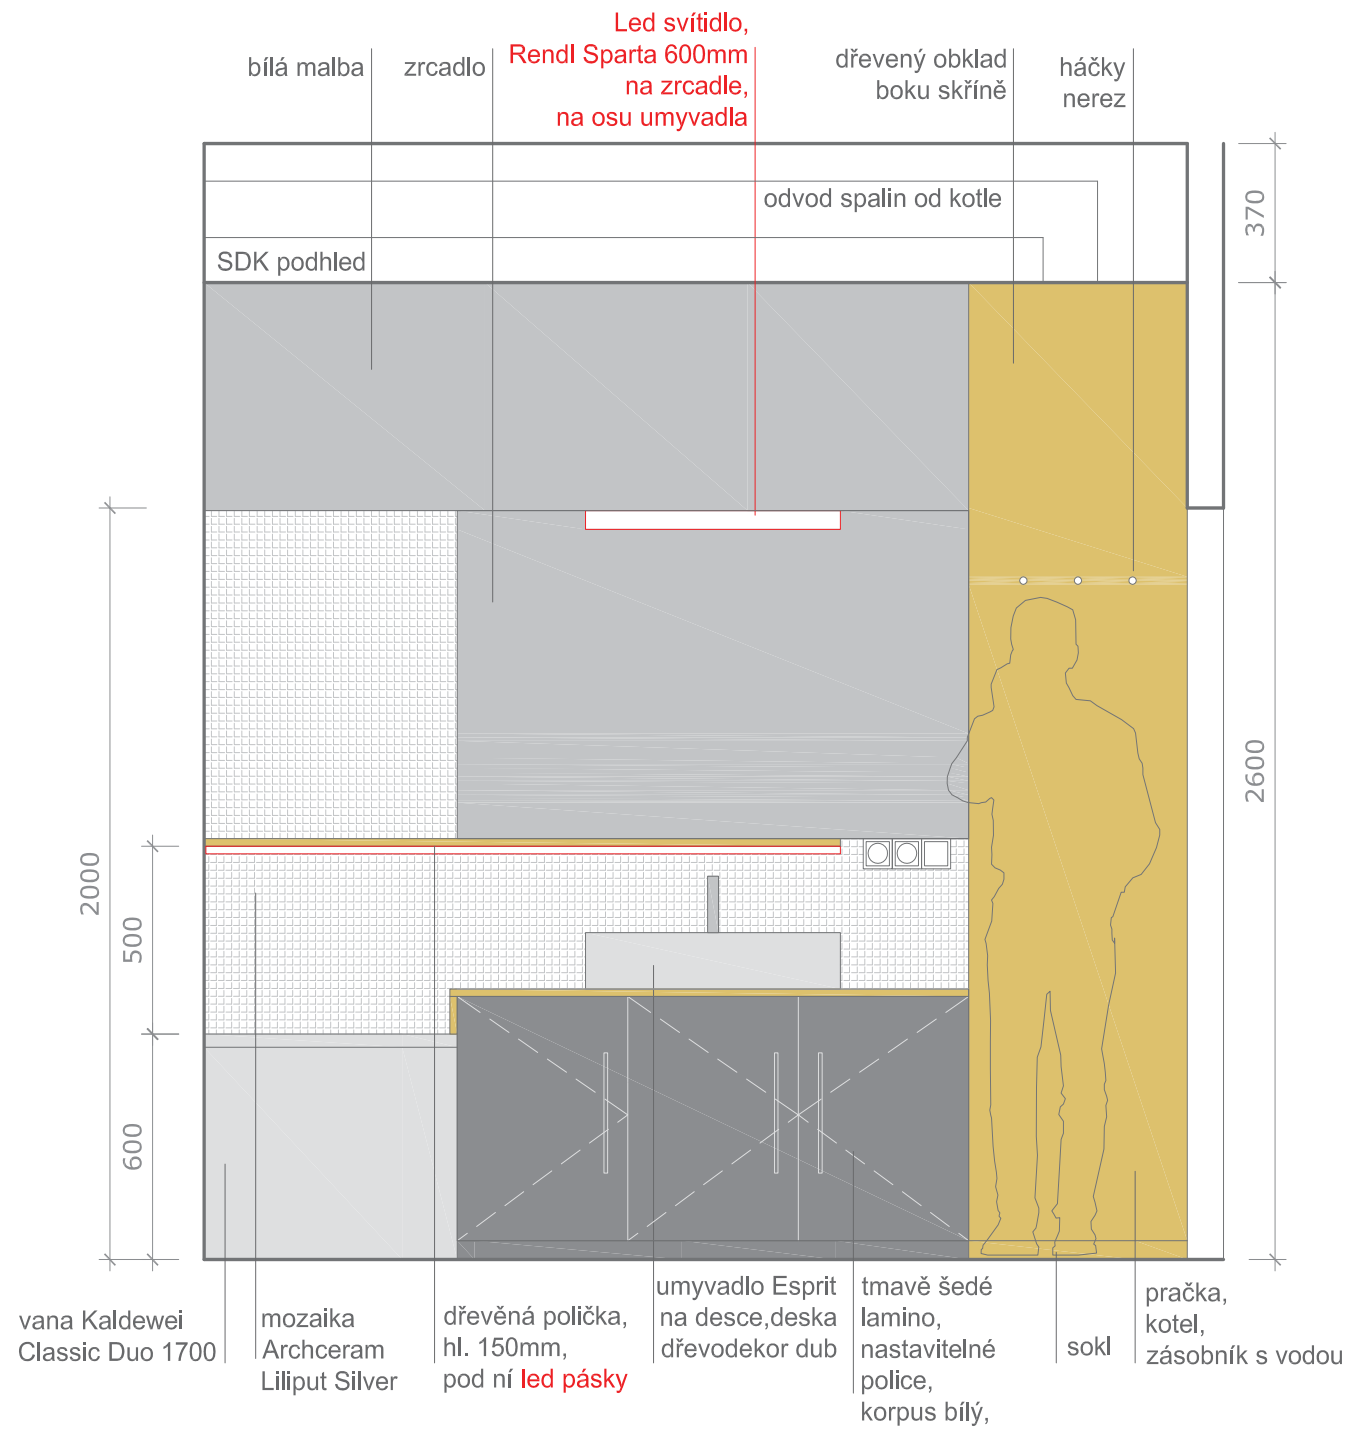 Led svítidlo,
Rendl Sparta 600mm
na zrcadle,
na osu umyvadla
bílá malba
zrcadlo
dřevený obklad
boku skříně
háčky
nerez
odvod spalin od kotle
SDK podhled
370
2600
2000
500
600
vana Kaldewei
Classic Duo 1700
mozaika
Archceram
Liliput Silver
dřevěná polička,
hl. 150mm,
pod ní led pásky
umyvadlo Esprit
na desce,deska
dřevodekor dub
tmavě šedé
lamino,
nastavitelné
police,
korpus bílý,
sokl
pračka,
kotel,
zásobník s vodou